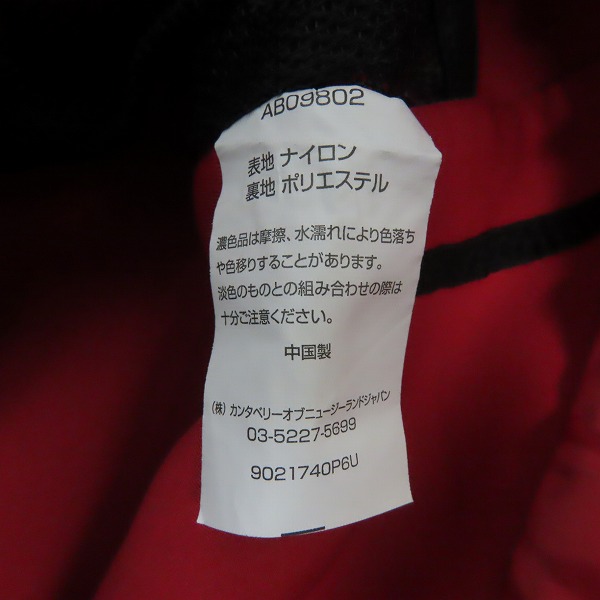 AB09802
表地 ナイロン
裏地 ポリエステル
濃色品は摩擦、水濡れにより色落ち
や色移りすることがあります。
淡色のものとの組み合わせの際は
十分ご注意ください。
中国製
(株) カンタベリーオブニュージーランドジャパン
03-5227-5699
9021740P6U